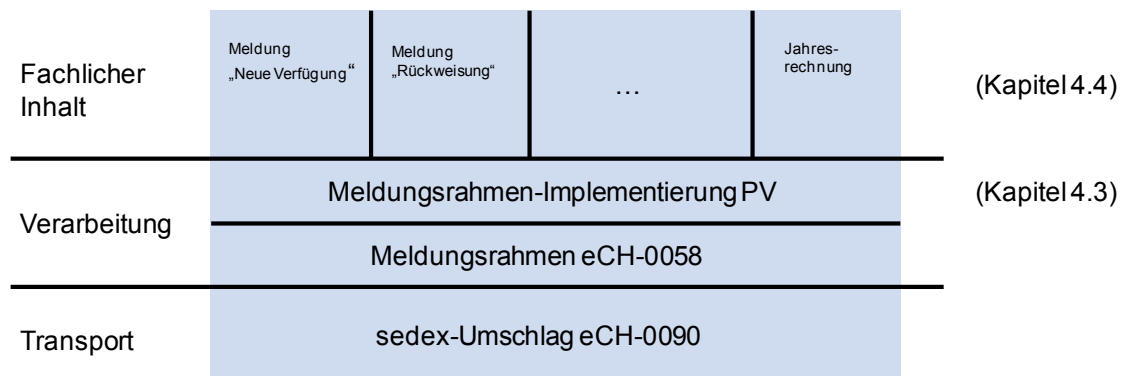 Fachlicher
Inhalt
Meldung
„Neue Verfügung“
Meldung
„Rückweisung“
...
Jahres-
rechnung
(Kapitel 4.4)
Verarbeitung
Meldungsrahmen-Implementierung PV
(Kapitel 4.3)
Meldungsrahmen eCH-0058
Transport
sedex-Umschlag eCH-0090